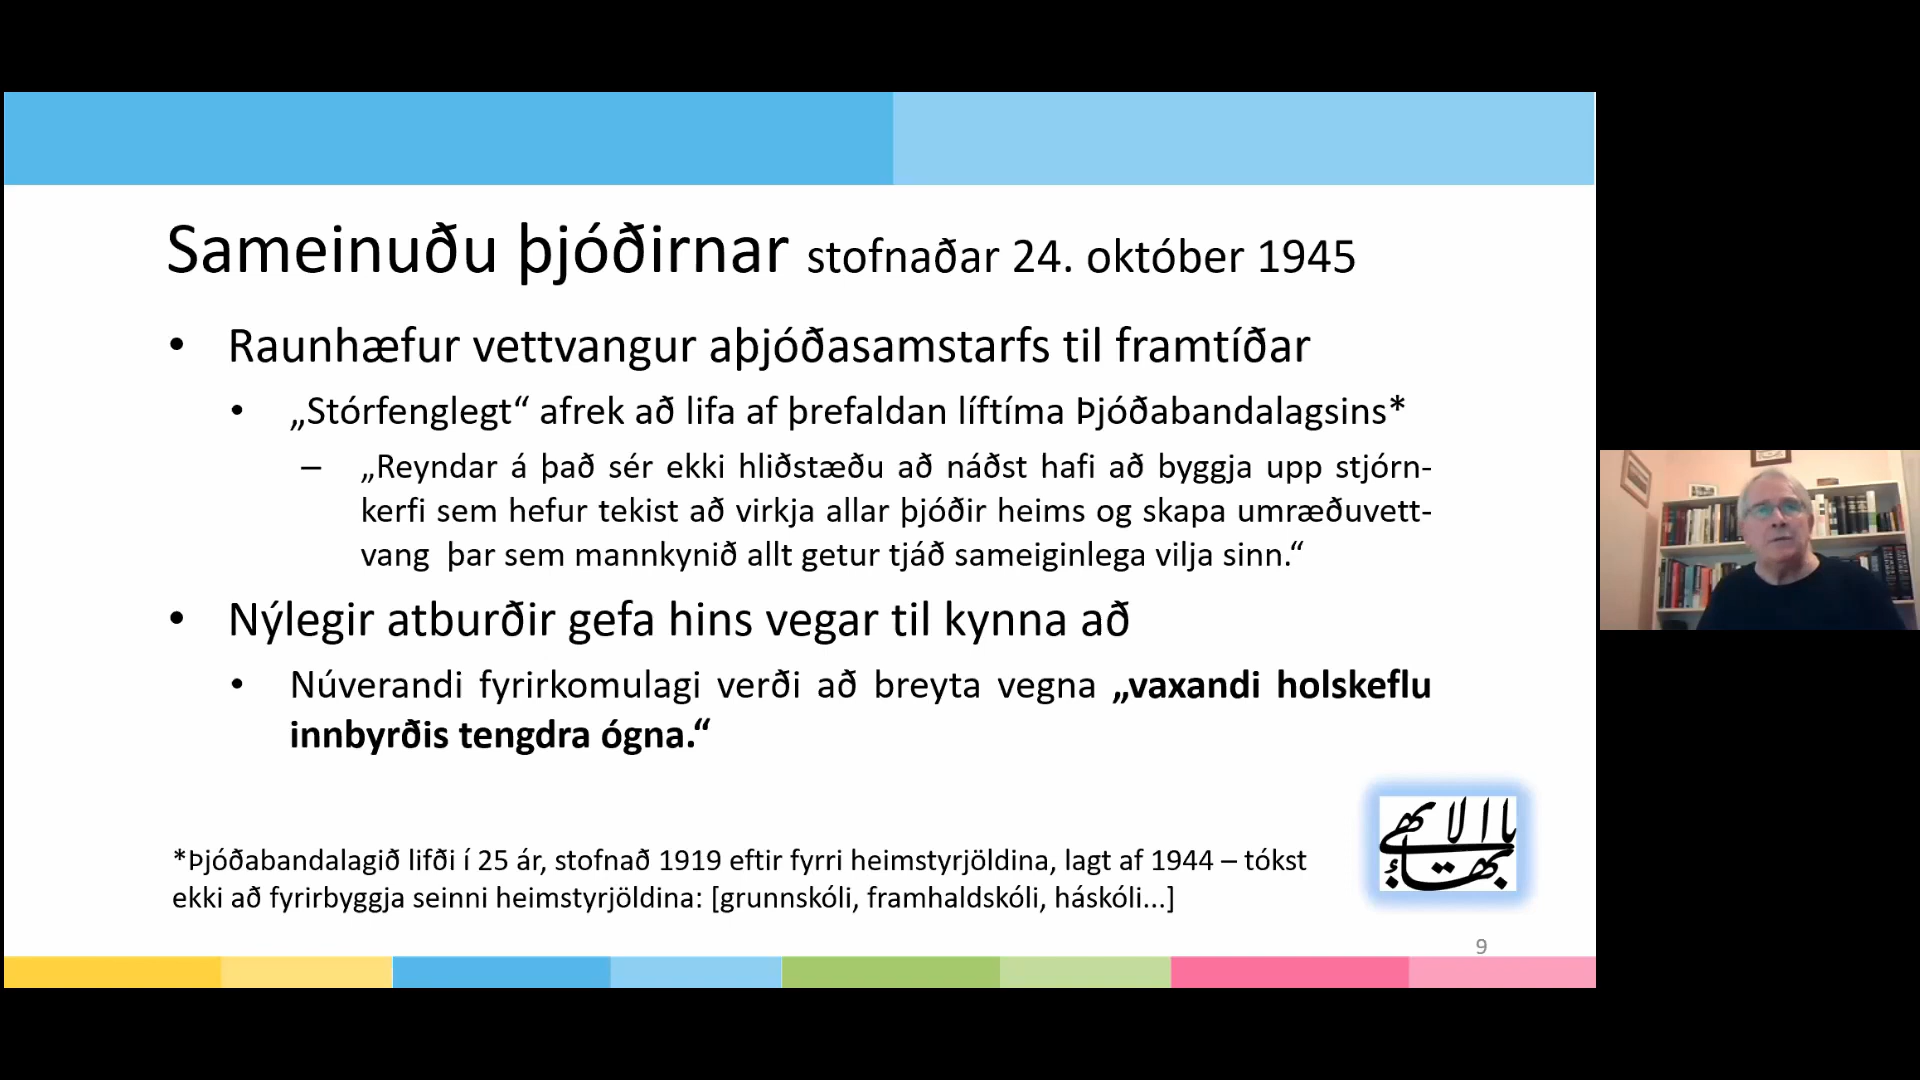 Sameinuðu þjóðirnar stofnaðar 24. október 1945
• Raunhæfur vettvangur aþjóðasamstarfs til framtíðar
• „Stórfenglegt“ afrek að lifa af þrefaldan líftíma Þjóðabandalagsins*
– „Reyndar á það sér ekki hliðstæðu að náðst hafi að byggja upp stjórn-
kerfi sem hefur tekist að virkja allar þjóðir heims og skapa umræðuvett-
vang þar sem mannkynið allt getur tjáð sameiginlega vilja sinn.“
• Nýlegir atburðir gefa hins vegar til kynna að
• Núverandi fyrirkomulagi verði að breyta vegna „vaxandi holskeflu
innbyrðis tengdra ógna.“
يا بهاء الابهى
*Þjóðabandalagið lifði í 25 ár, stofnað 1919 eftir fyrri heimstyrjöldina, lagt af 1944 – tókst
ekki að fyrirbyggja seinni heimstyrjöldina: [grunnskóli, framhaldskóli, háskóli...]
9